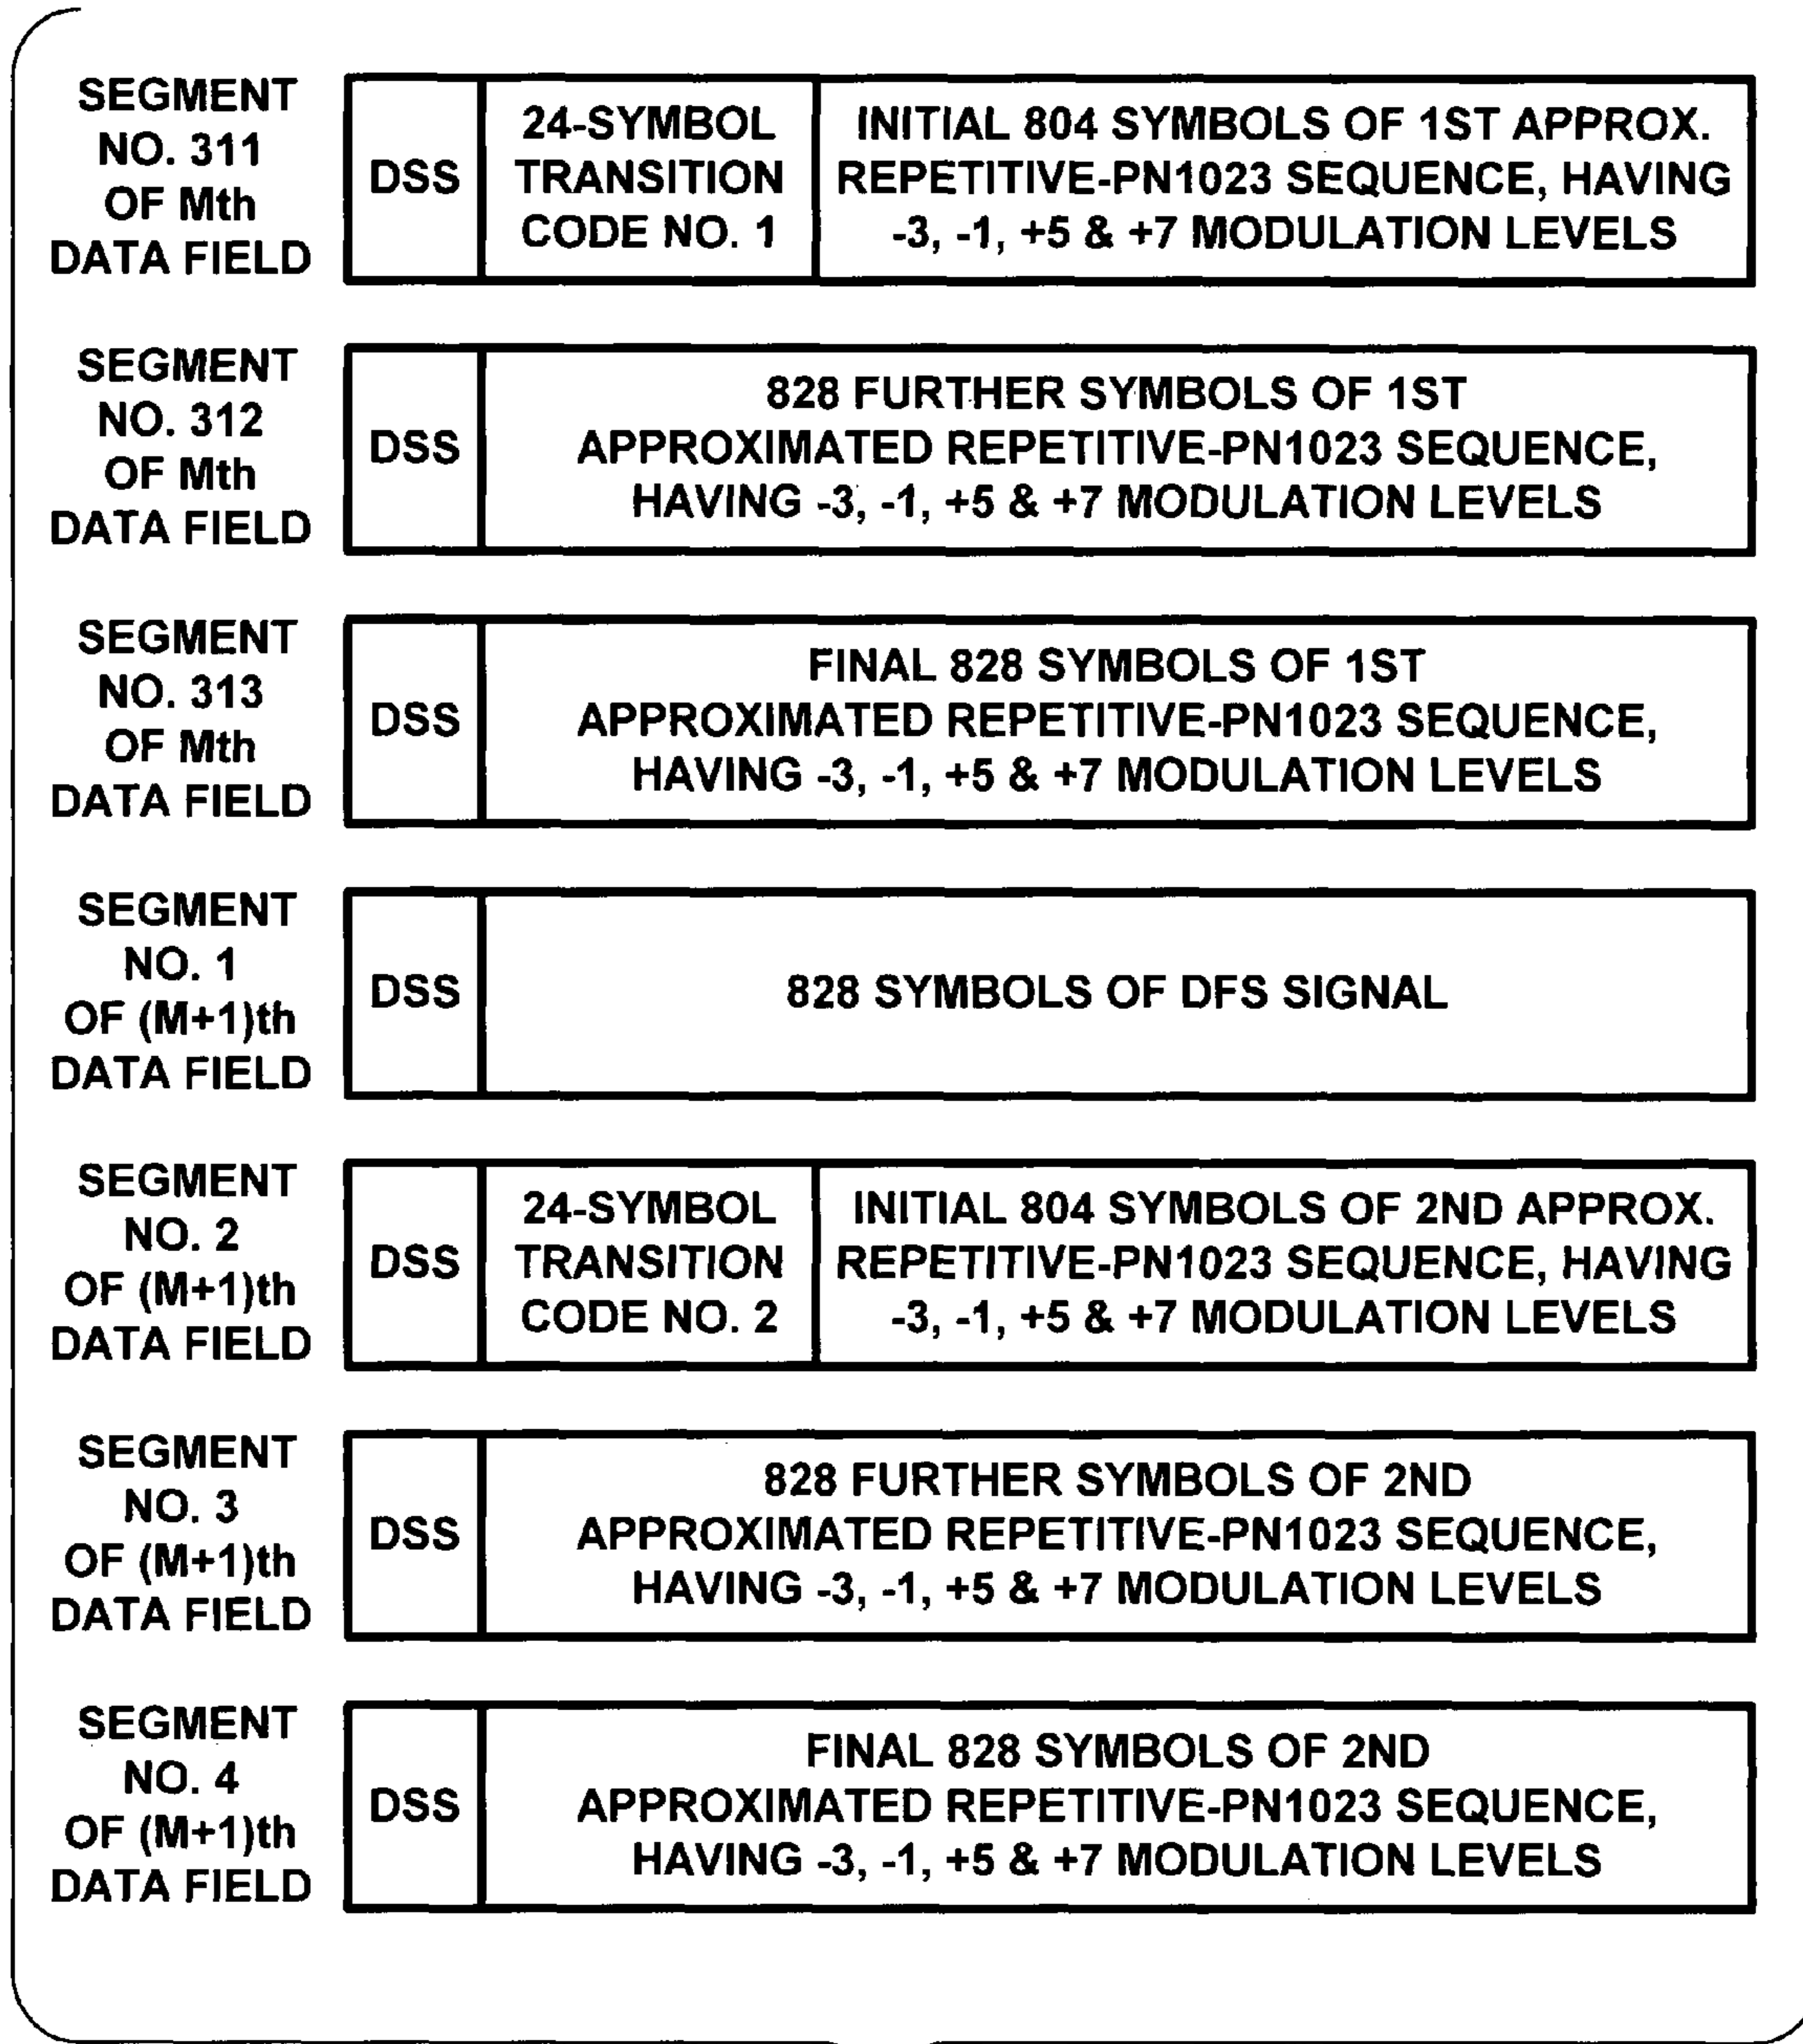 SEGMENT
NO. 311
OF Mth
DATA FIELD
DSS
24-SYMBOL
TRANSITION
CODE NO. 1
INITIAL 804 SYMBOLS OF 1ST APPROX.
REPETITIVE-PN1023 SEQUENCE, HAVING
-3, -1, +5 & +7 MODULATION LEVELS
SEGMENT
NO. 312
OF Mth
DATA FIELD
DSS
828 FURTHER SYMBOLS OF 1ST
APPROXIMATED REPETITIVE-PN1023 SEQUENCE,
HAVING -3, -1, +5 & +7 MODULATION LEVELS
SEGMENT
NO. 313
OF Mth
DATA FIELD
DSS
FINAL 828 SYMBOLS OF 1ST
APPROXIMATED REPETITIVE-PN1023 SEQUENCE,
HAVING -3, -1, +5 & +7 MODULATION LEVELS
SEGMENT
NO. 1
OF (M+1)th
DATA FIELD
DSS
828 SYMBOLS OF DFS SIGNAL
SEGMENT
NO. 2
OF (M+1)th
DATA FIELD
DSS
24-SYMBOL
TRANSITION
CODE NO. 2
INITIAL 804 SYMBOLS OF 2ND APPROX.
REPETITIVE-PN1023 SEQUENCE, HAVING
-3, -1, +5 & +7 MODULATION LEVELS
SEGMENT
NO. 3
OF (M+1)th
DATA FIELD
DSS
828 FURTHER SYMBOLS OF 2ND
APPROXIMATED REPETITIVE-PN1023 SEQUENCE,
HAVING -3, -1, +5 & +7 MODULATION LEVELS
SEGMENT
NO. 4
OF (M+1)th
DATA FIELD
DSS
FINAL 828 SYMBOLS OF 2ND
APPROXIMATED REPETITIVE-PN1023 SEQUENCE,
HAVING -3, -1, +5 & +7 MODULATION LEVELS